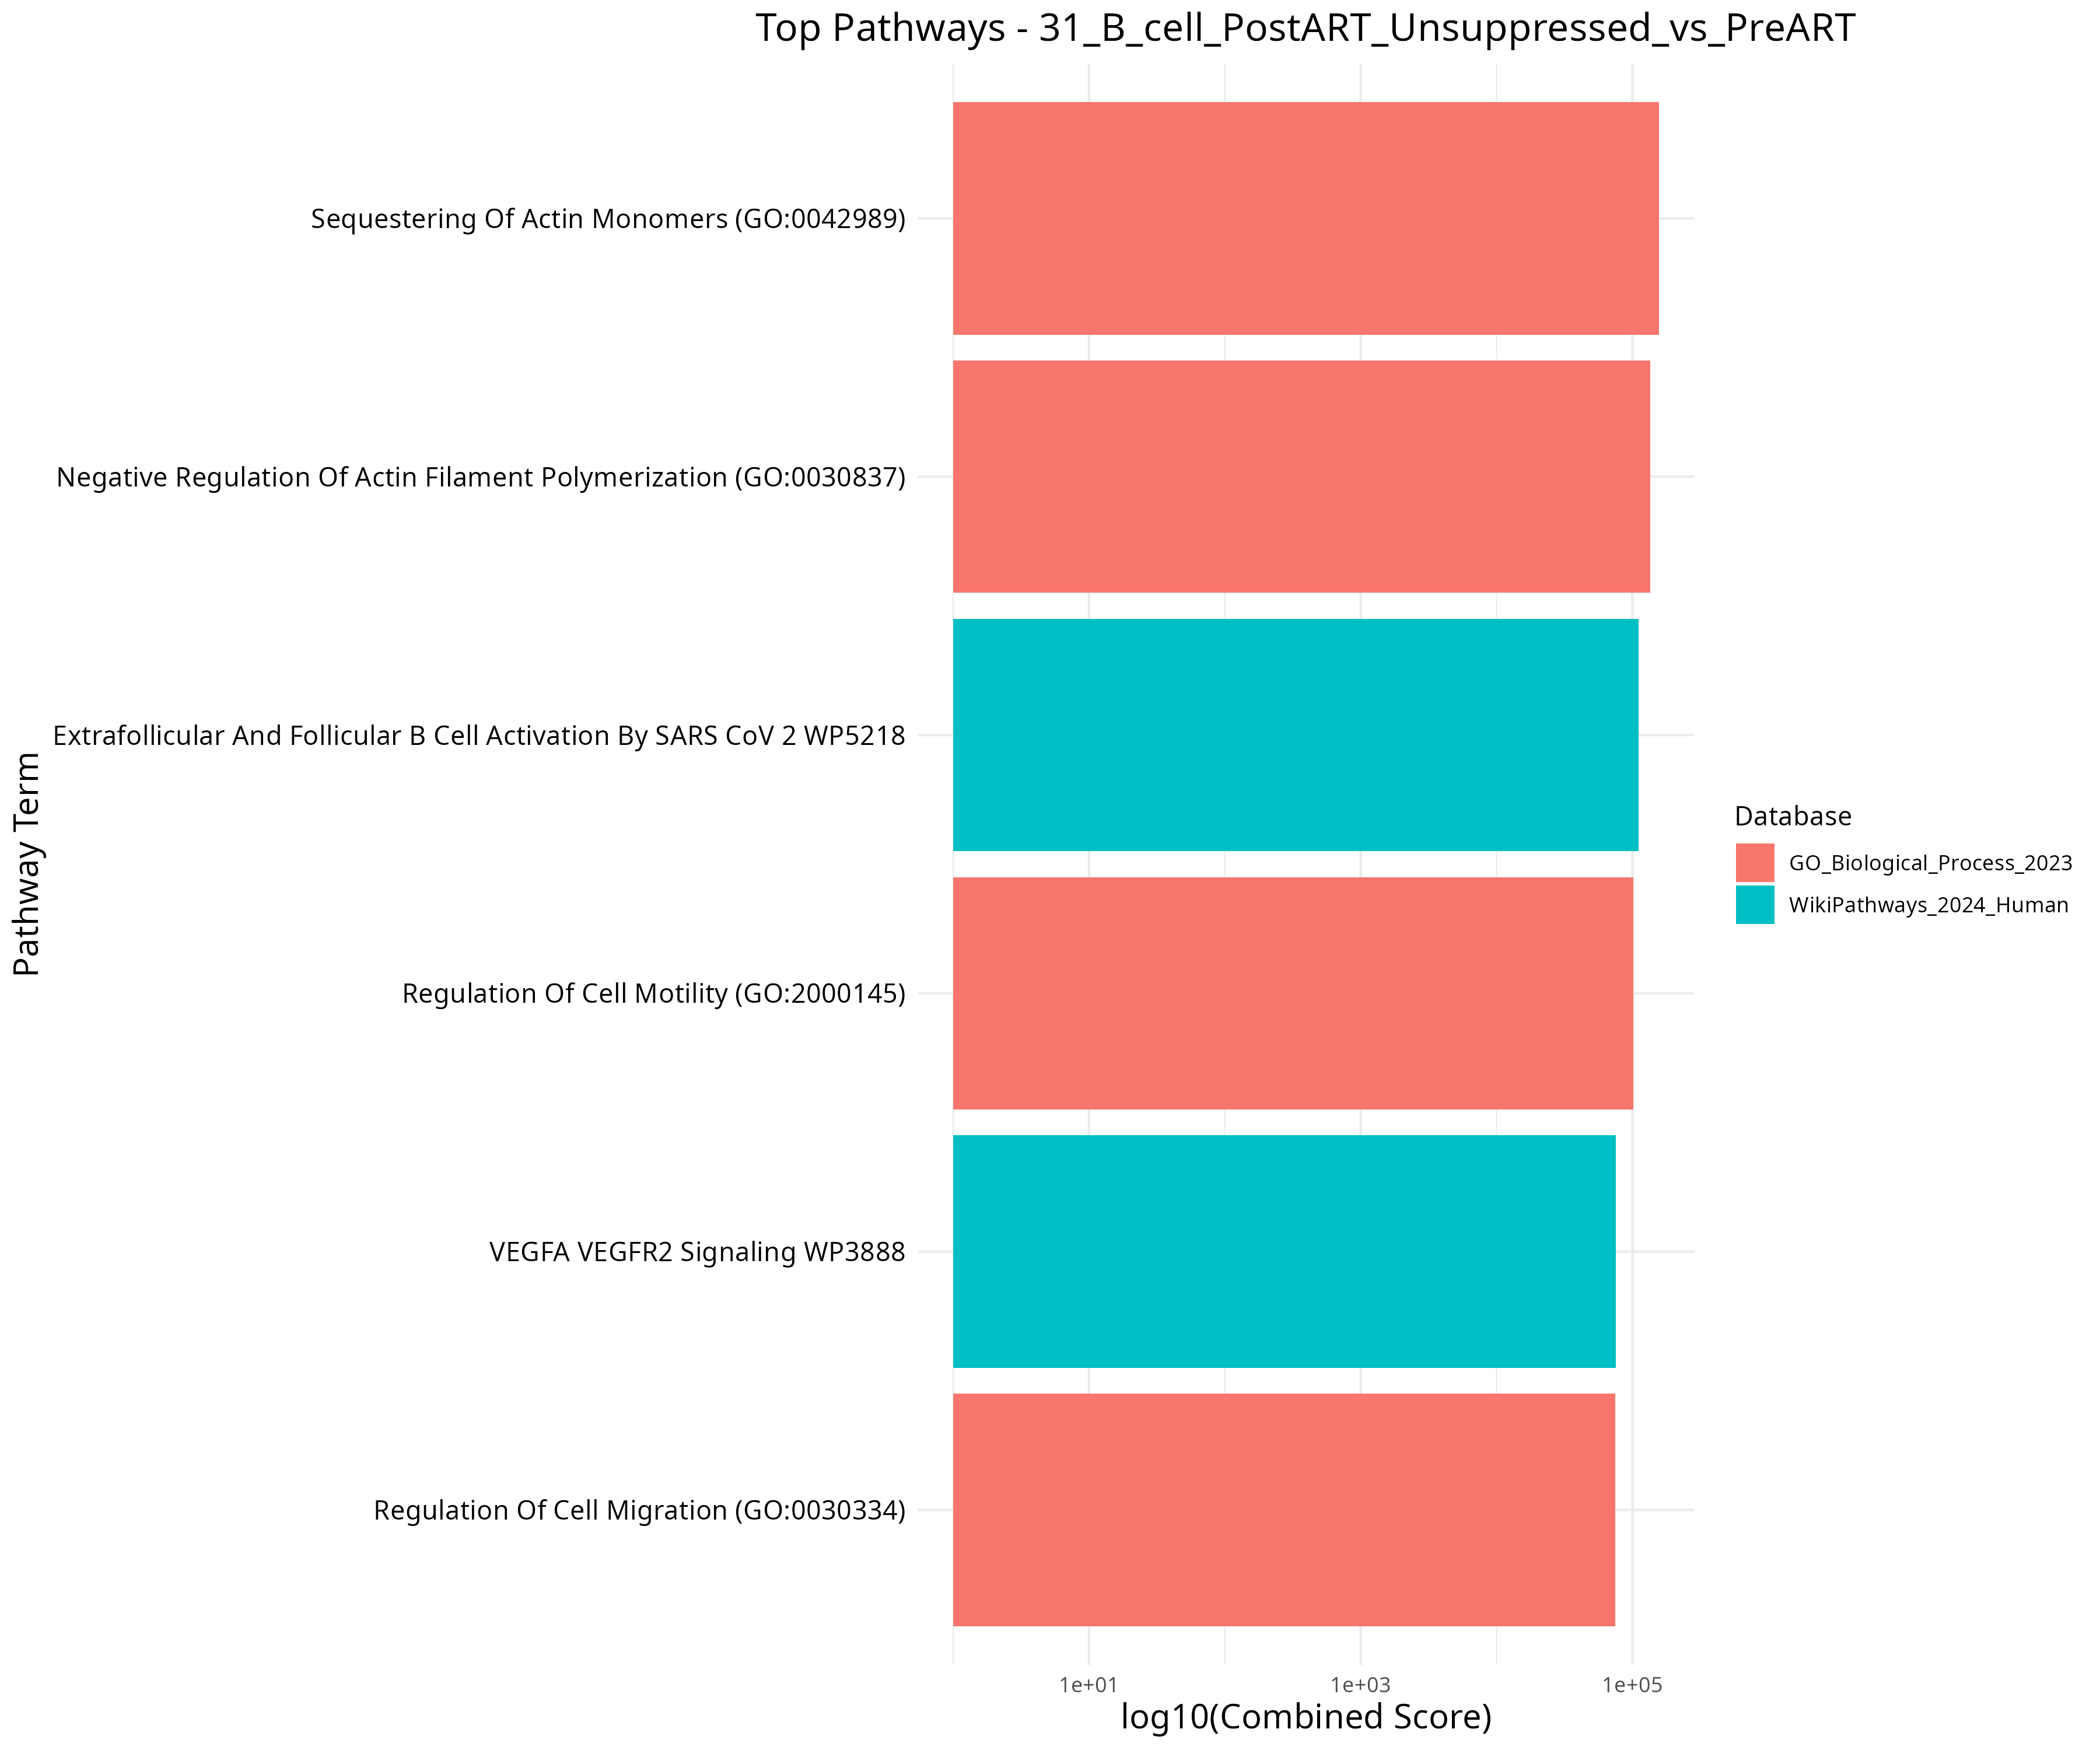 Top Pathways - 31_B_cell_PostART_Unsuppressed_vs_PreART
Pathway Term
Sequestering Of Actin Monomers (GO:0042989)
Negative Regulation Of Actin Filament Polymerization (GO:0030837)
Extrafollicular And Follicular B Cell Activation By SARS CoV 2 WP5218
Regulation Of Cell Motility (GO:2000145)
VEGFA VEGFR2 Signaling WP3888
Regulation Of Cell Migration (GO:0030334)
1e+01 1e+03 1e+05
log10(Combined Score)
Database
GO_Biological_Process_2023
WikiPathways_2024_Human